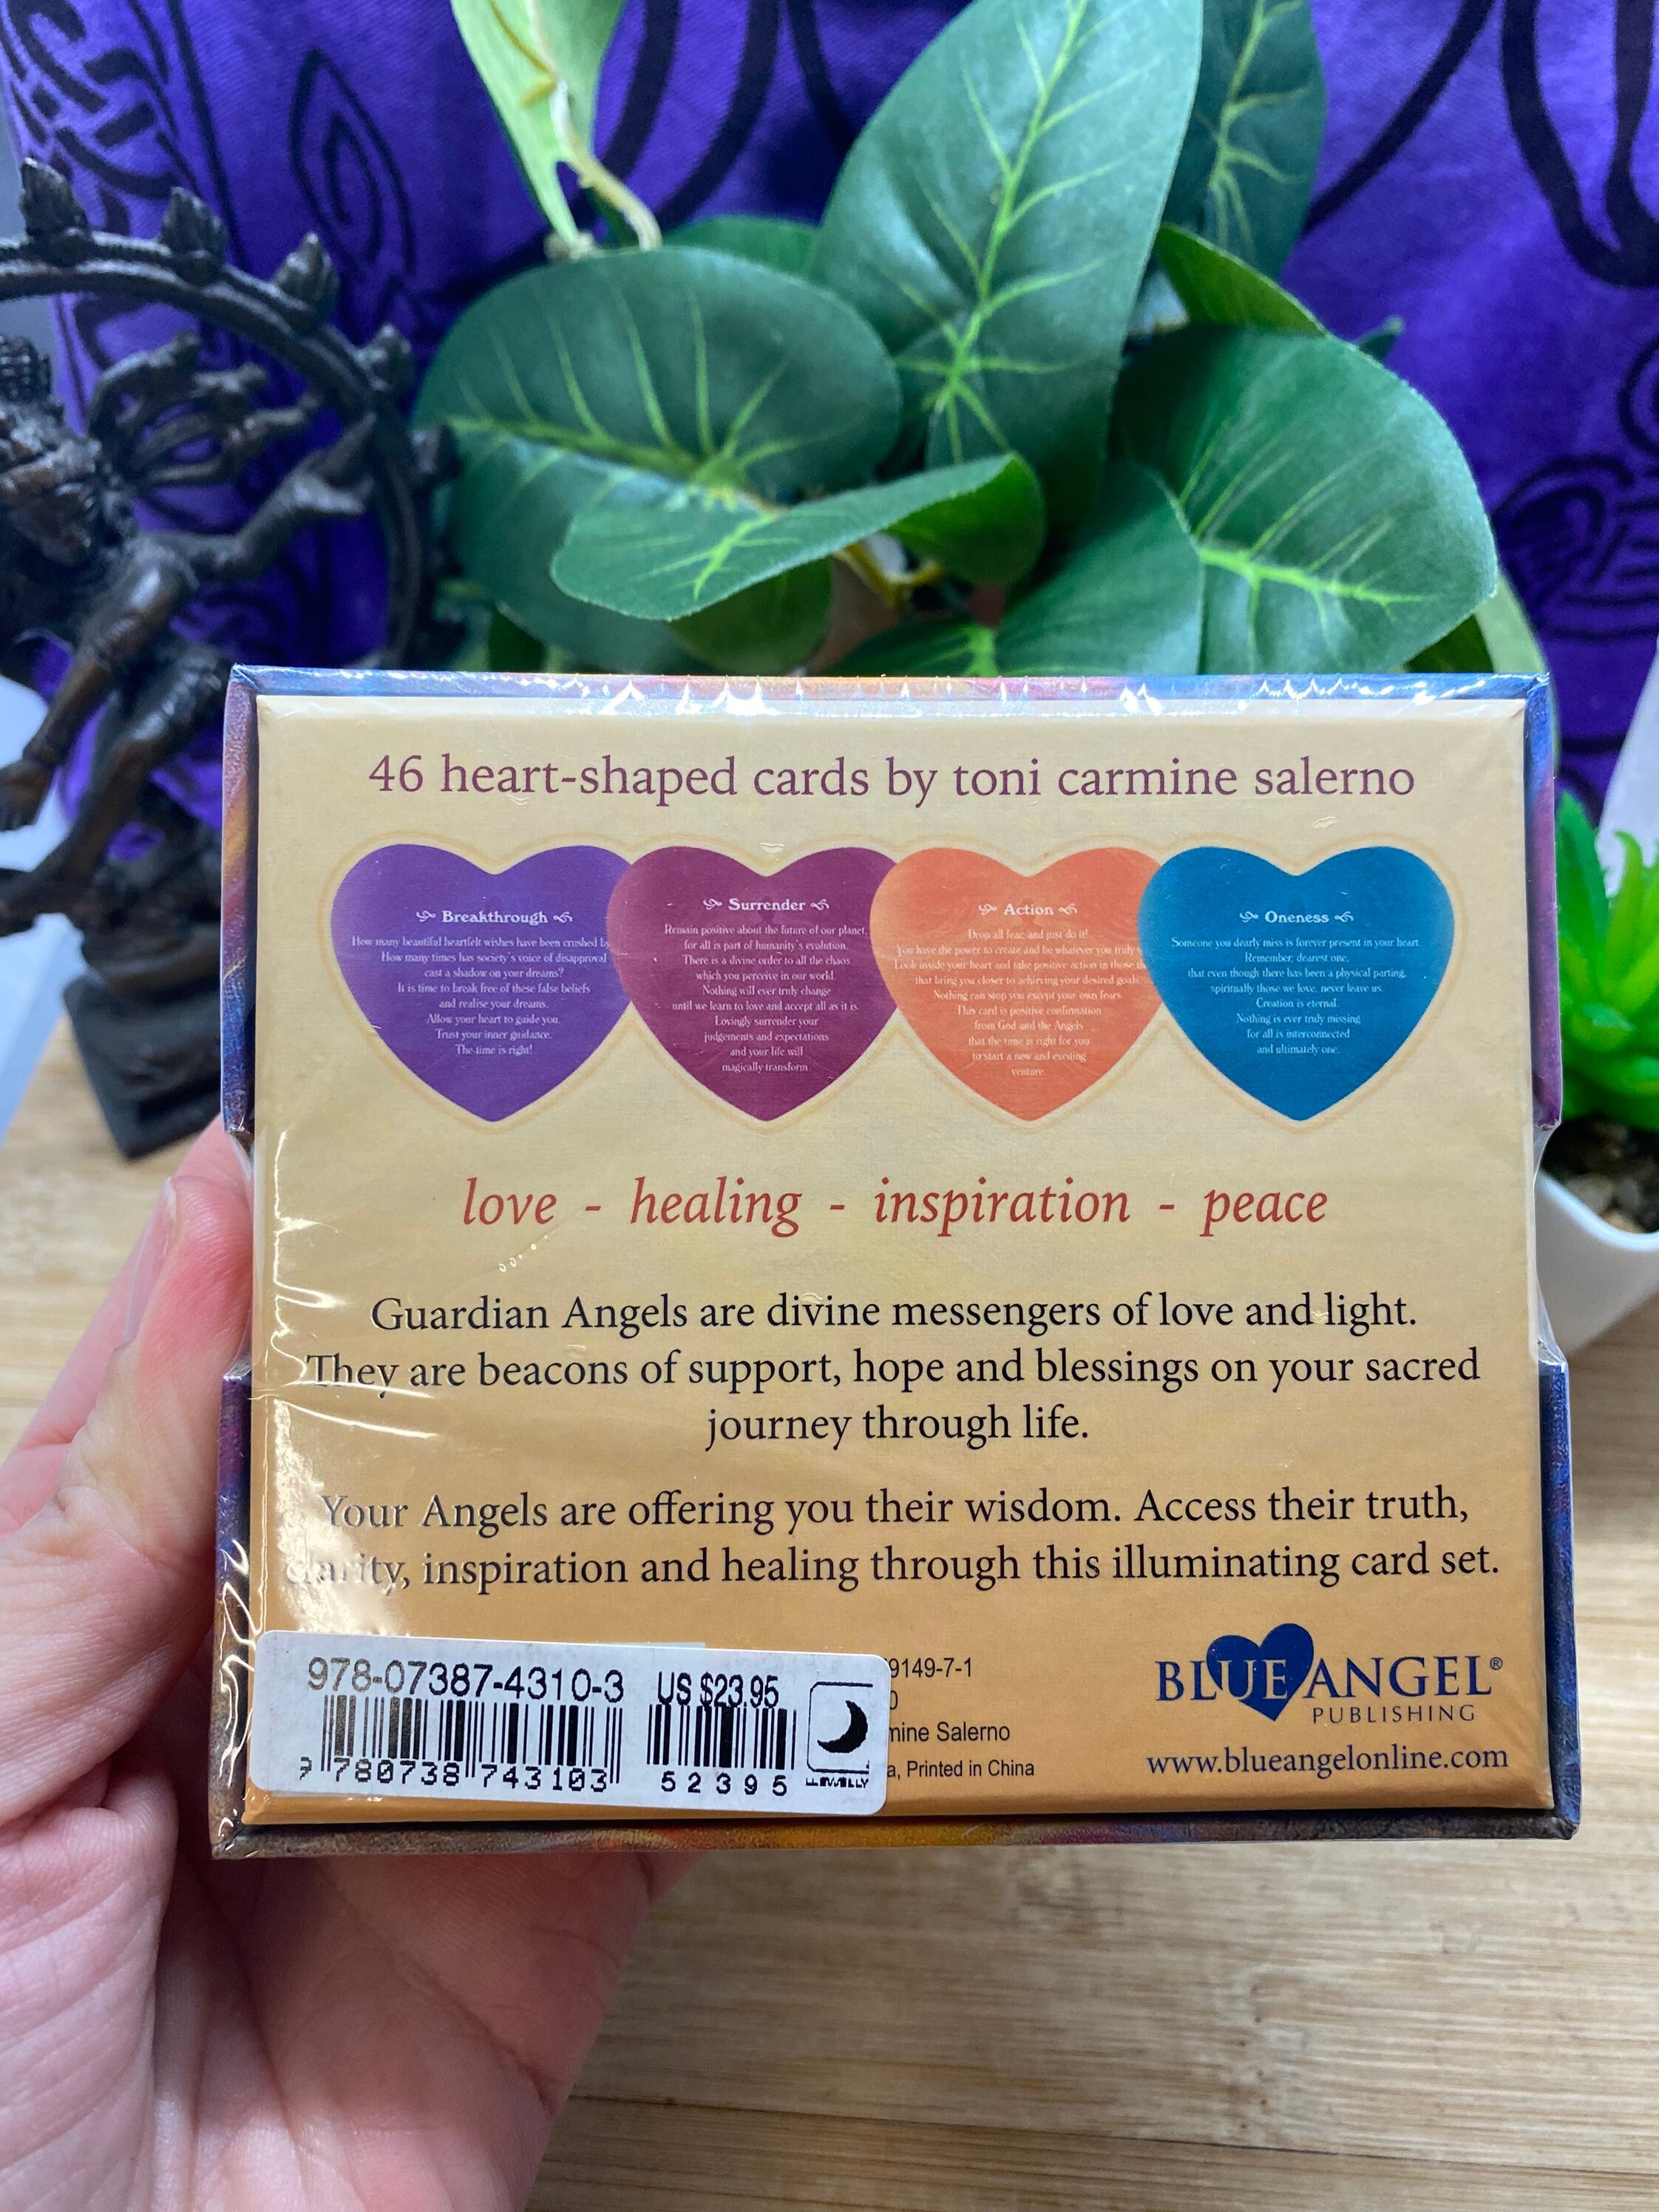 46 heart-shaped cards by toni carmine salerno
Breakthrough
How many beautiful heartfelt wishes have been crushed by
How many times has society's voice of disapproval
cast a shadow on your dreams?
It is time to break free of these false beliefs
and realise your dreams.
Allow your heart to guide you.
Trust your inner guidance.
The time is right!
Surrender
Remain positive about the future of our planet,
for all is part of humanity's evolution.
There is a divine order to all the chaos
which you perceive in our world.
Nothing will ever truly change
until we learn to love and accept all as it is.
Lovingly surrender your
judgements and expectations
and your life will
magically transform.
Action
Drop all fear, and just do it!
You have the power to create and be whatever you truly
Look inside your heart and take positive action in those
that bring you closer to achieving your desired goals.
Nothing can stop you except your own fears.
This card is positive confirmation
from God and the Angels
that the time is right for you
to start a new and exciting
venture.
Oneness
Someone you dearly miss is forever present in your heart.
Remember, dearest one,
that even though there has been a physical parting,
spiritually those we love, never leave us.
Creation is eternal.
Nothing is ever truly missing
for all is interconnected
and ultimately one.
love - healing - inspiration - peace
Guardian Angels are divine messengers of love and light.
They are beacons of support, hope and blessings on your sacred
journey through life.
Your Angels are offering you their wisdom. Access their truth,
clarity, inspiration and healing through this illuminating card set.
978-07387-4310-3 US $23.95
9 780738 743103 52395
LLEWELLYN
9149-7-1
0
mine Salerno
a, Printed in China
BLUE ANGEL®
PUBLISHING
www.blueangelonline.com